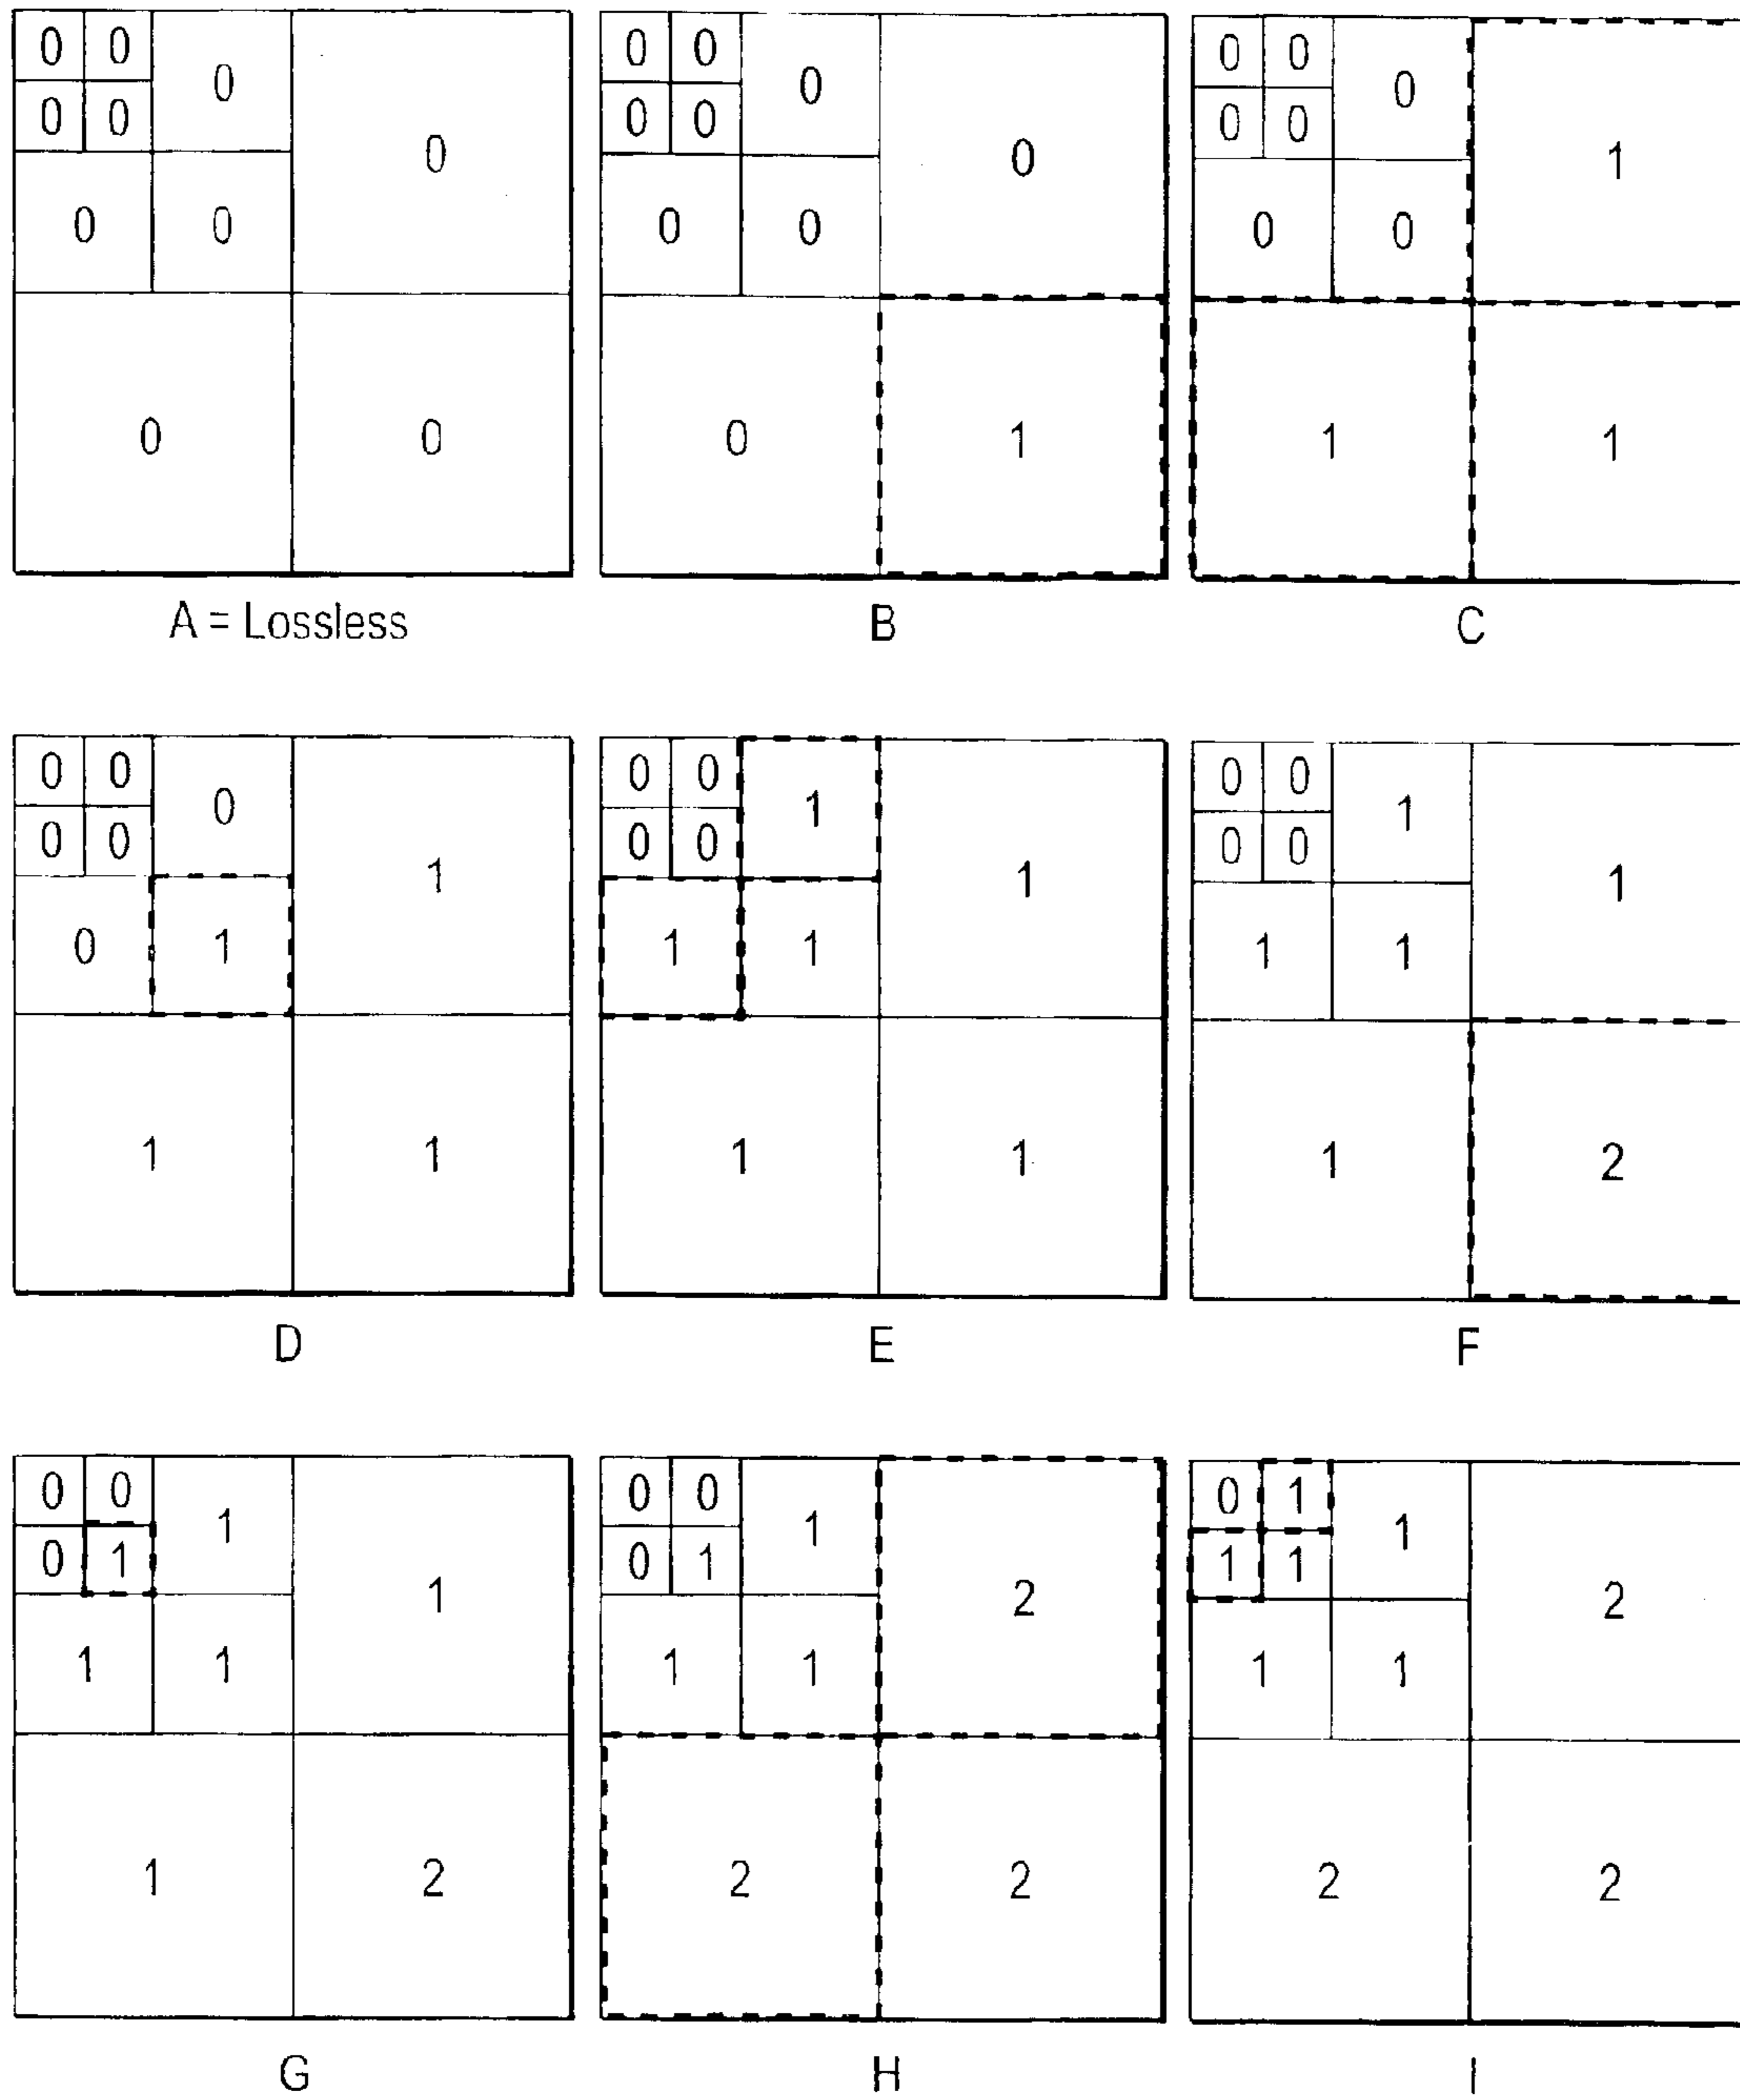 0 0 0 0 0 0 0 0 0 0
A = Lossless
0 0 0 0 0 0 0 0 0 1
B
0 0 0 0 0 0 0 1 1 1
C
0 0 0 0 0 0 1 1 1 1
D
0 0 0 0 1 1 1 1 1 1
E
0 0 0 0 1 1 1 1 1 2
F
0 0 0 1 1 1 1 1 1 2
G
0 0 0 1 1 1 1 2 2 2
H
0 1 1 1 1 1 1 2 2 2
I